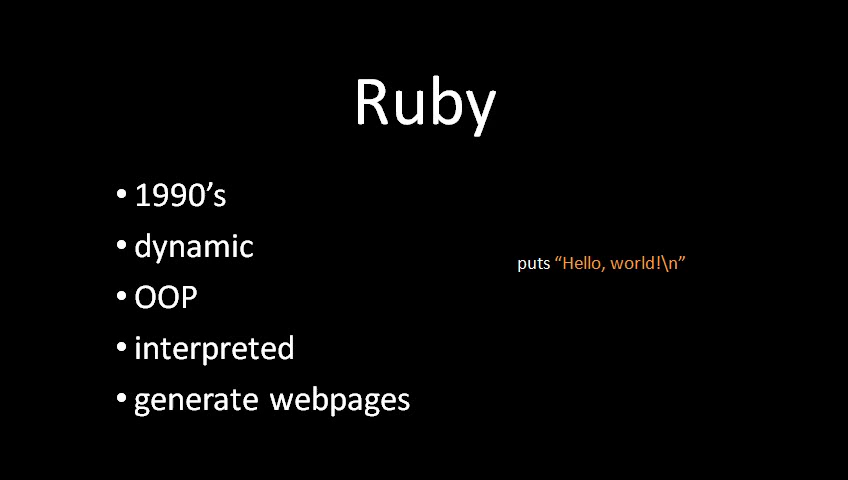 Ruby
• 1990’s
• dynamic
• OOP
• interpreted
• generate webpages
puts “Hello, world!\n”